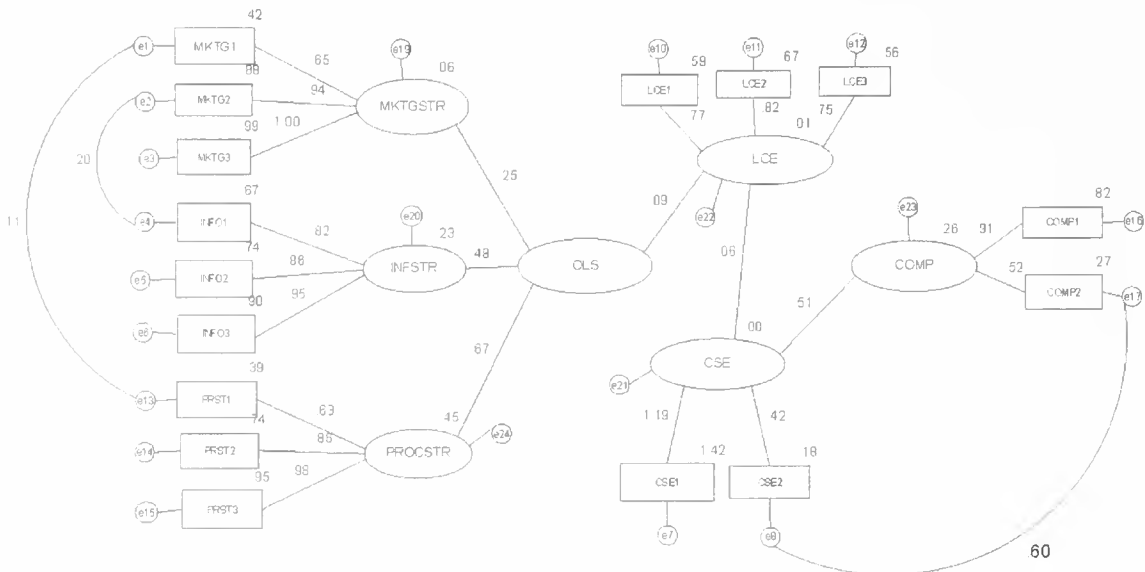 42
e1 MKTG1
65
e19
06
88
e2 MKTG2
94
MKTGSTR
99
1.00
e3 MKTG3
20
11
67
e4 INFO1
82
e20
23
74
e5 INFO2
88
INFSTR
48
90
95
e6 INFO3
39
e13 PRST1
63
74
e14 PRST2
86
PROCSTR
45
e24
95
98
e15 PRST3
25
67
OLS
09
e10
59
LCE1
77
e11
67
LCE2
82
e12
56
LCE3
75
01
LCE
e22
06
00
CSE
e21
1.19
42
1.42
CSE1
e7
18
CSE2
e8
51
e23
26
COMP
91
82
COMP1
e16
52
27
COMP2
e17
60